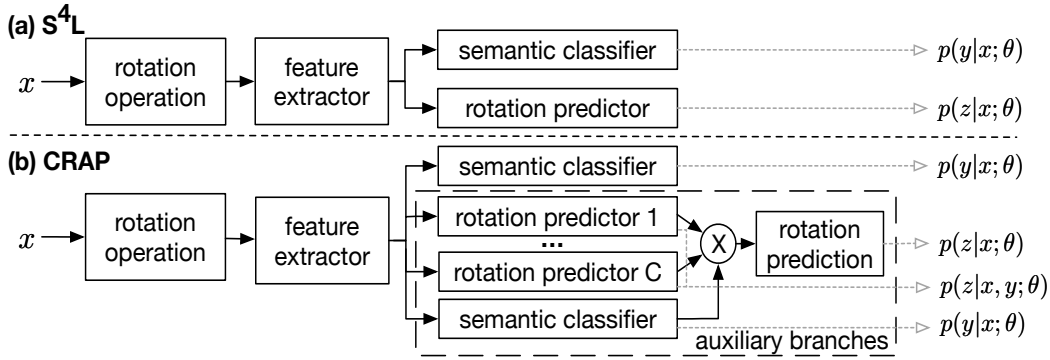 (a) S⁴L
x
rotation
operation
feature
extractor
semantic classifier
rotation predictor
p(y|x; θ)
p(z|x; θ)
(b) CRAP
x
rotation
operation
feature
extractor
semantic classifier
rotation predictor 1
...
rotation predictor C
semantic classifier
X
rotation
prediction
auxiliary branches
p(y|x; θ)
p(z|x; θ)
p(z|x, y; θ)
p(y|x; θ)